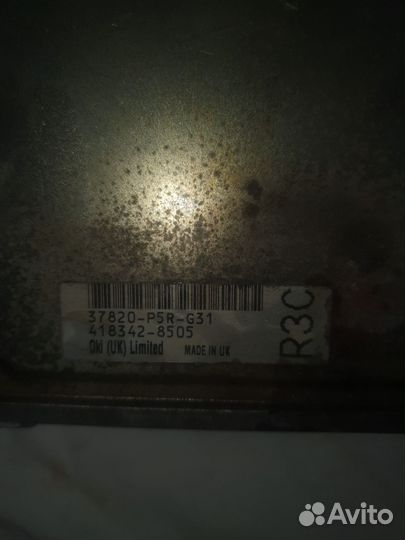 37820-P5R-G31
418342-8505
Oki (UK) Limited MADE IN UK
R3C
Avito